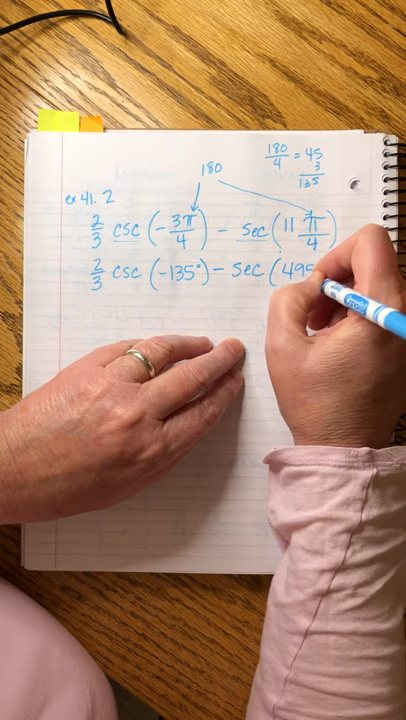 180
180/4 = 45
3
135
ex 41. 2
2/3 csc (-3π/4) - sec (11 π/4)
2/3 csc (-135°) - sec (495